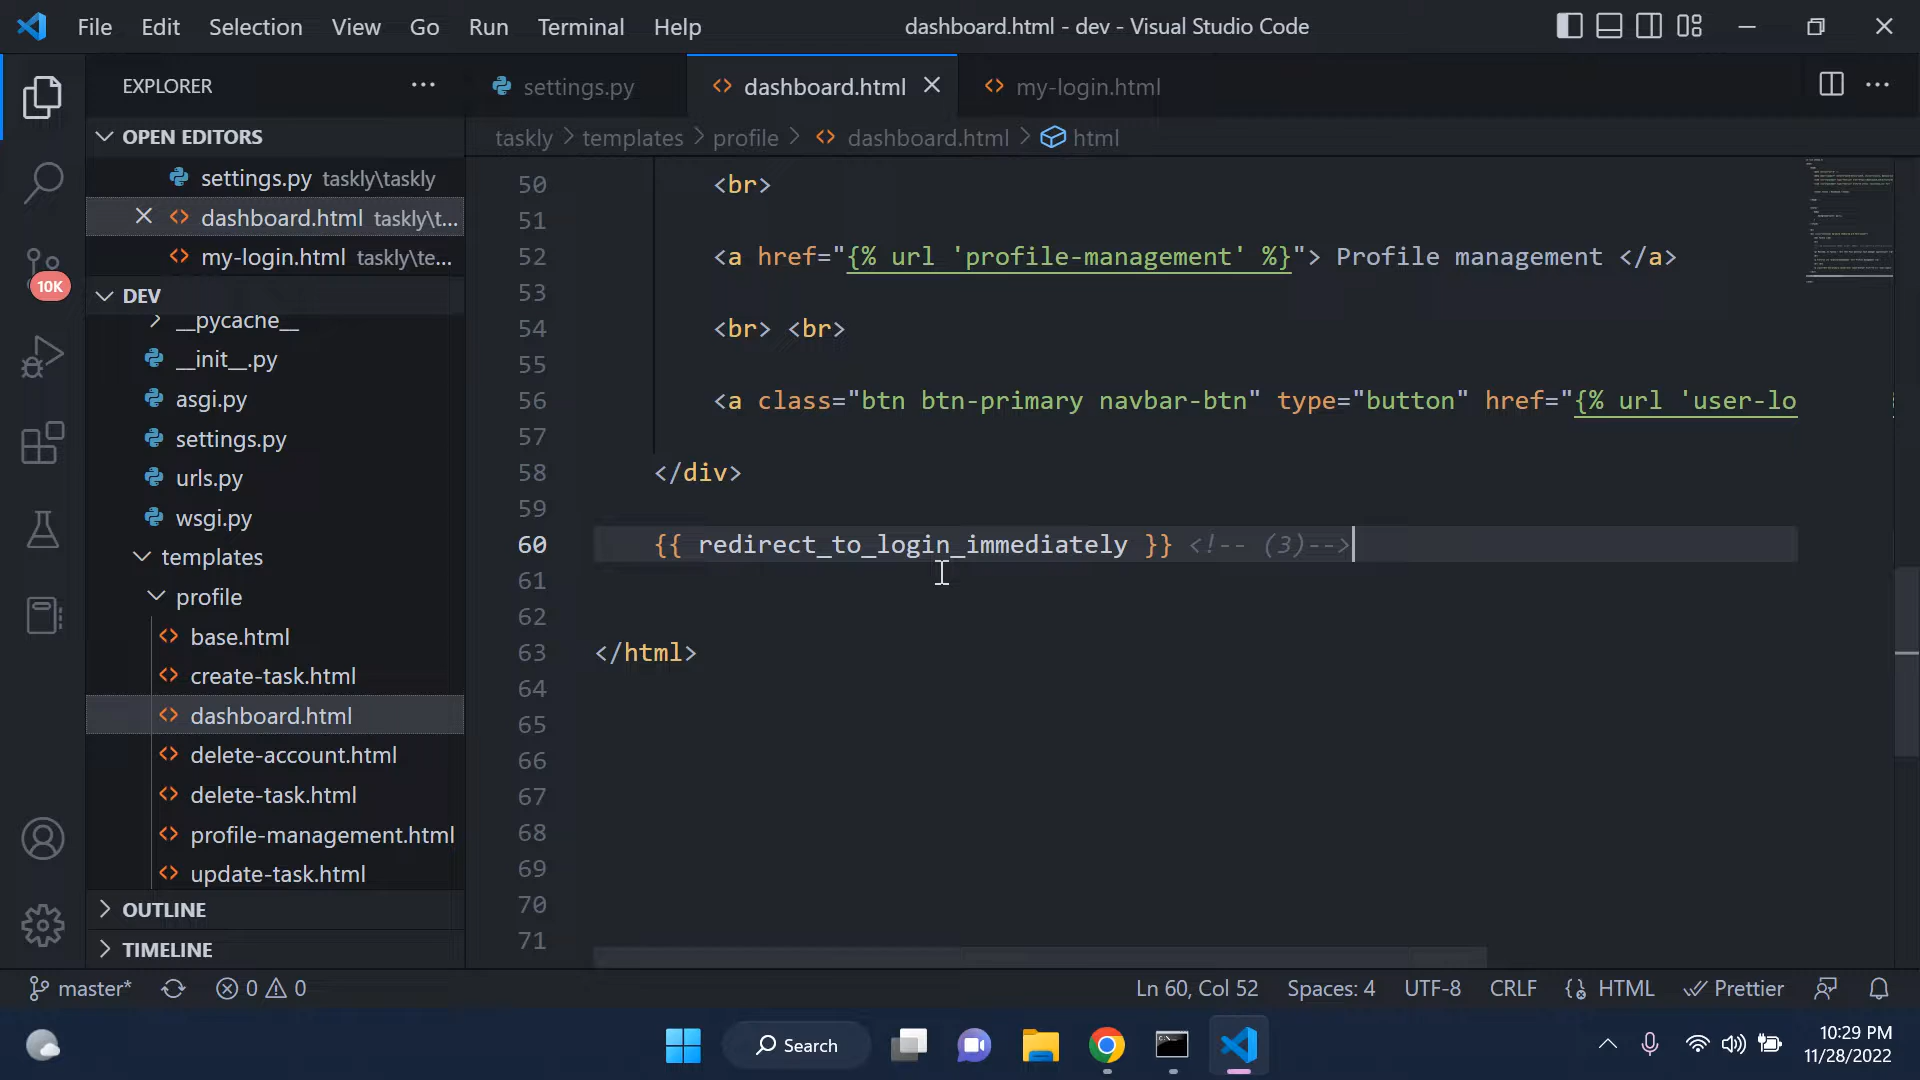 File Edit Selection View Go Run Terminal Help
dashboard.html - dev - Visual Studio Code
EXPLORER
settings.py
dashboard.html
my-login.html
OPEN EDITORS
settings.py taskly\taskly
dashboard.html taskly\t...
my-login.html taskly\te...
10K
DEV
__pycache__
__init__.py
asgi.py
settings.py
urls.py
wsgi.py
templates
profile
base.html
create-task.html
dashboard.html
delete-account.html
delete-task.html
profile-management.html
update-task.html
OUTLINE
TIMELINE
taskly > templates > profile > dashboard.html > html
50 <br>
51
52 <a href="{% url 'profile-management' %}"> Profile management </a>
53
54 <br> <br>
55
56 <a class="btn btn-primary navbar-btn" type="button" href="{% url 'user-lo
57
58 </div>
59
60 {{ redirect_to_login_immediately }} <!-- (3)-->
61
62
63 </html>
64
65
66
67
68
69
70
71
master* 0 0
Ln 60, Col 52 Spaces: 4 UTF-8 CRLF HTML Prettier
Search
10:29 PM
11/28/2022